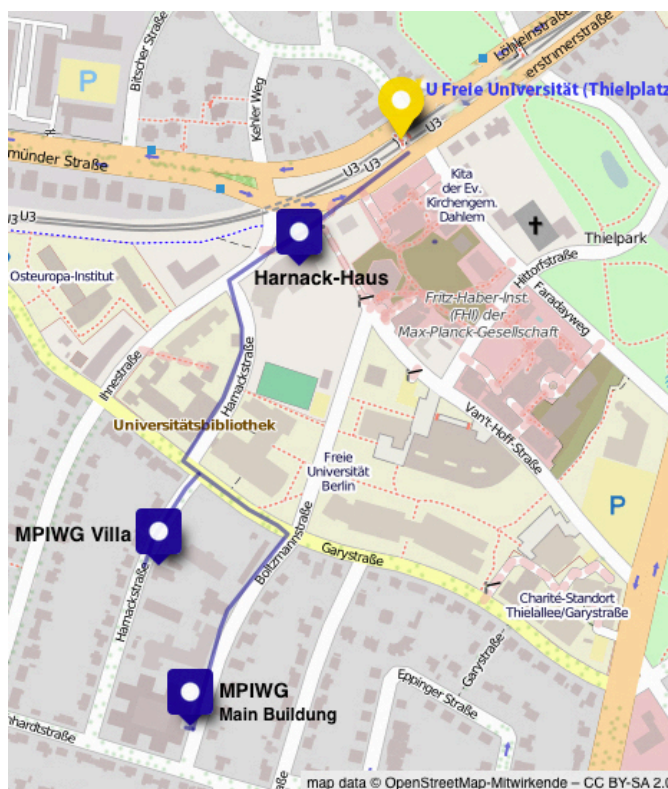 Löhleinstraße
erstrimerstraße
U Freie Universität (Thielplatz
Bitscher Straße
P
Kehler Weg
münder Straße
U3
U3
U3
U3
Kita
der Ev.
Kirchengem.
Dahlem
Thielpark
Hittorfstraße
Faradayweg
Osteuropa-Institut
Harnack-Haus
Fritz-Haber-Inst.
(FHI) der
Max-Planck-Gesellschaft
Ihnestraße
Harnackstraße
Van't-Hoff-Straße
Universitätsbibliothek
Freie
Universität
Berlin
P
MPIWG Villa
Boltzmannstraße
Garystraße
Harnackstraße
Charité-Standort
Thielallee/Garystraße
Garystraße
Eppinger Straße
MPIWG
Main Buildung
nhardtstraße
map data © OpenStreetMap-Mitwirkende – CC BY-SA 2.0